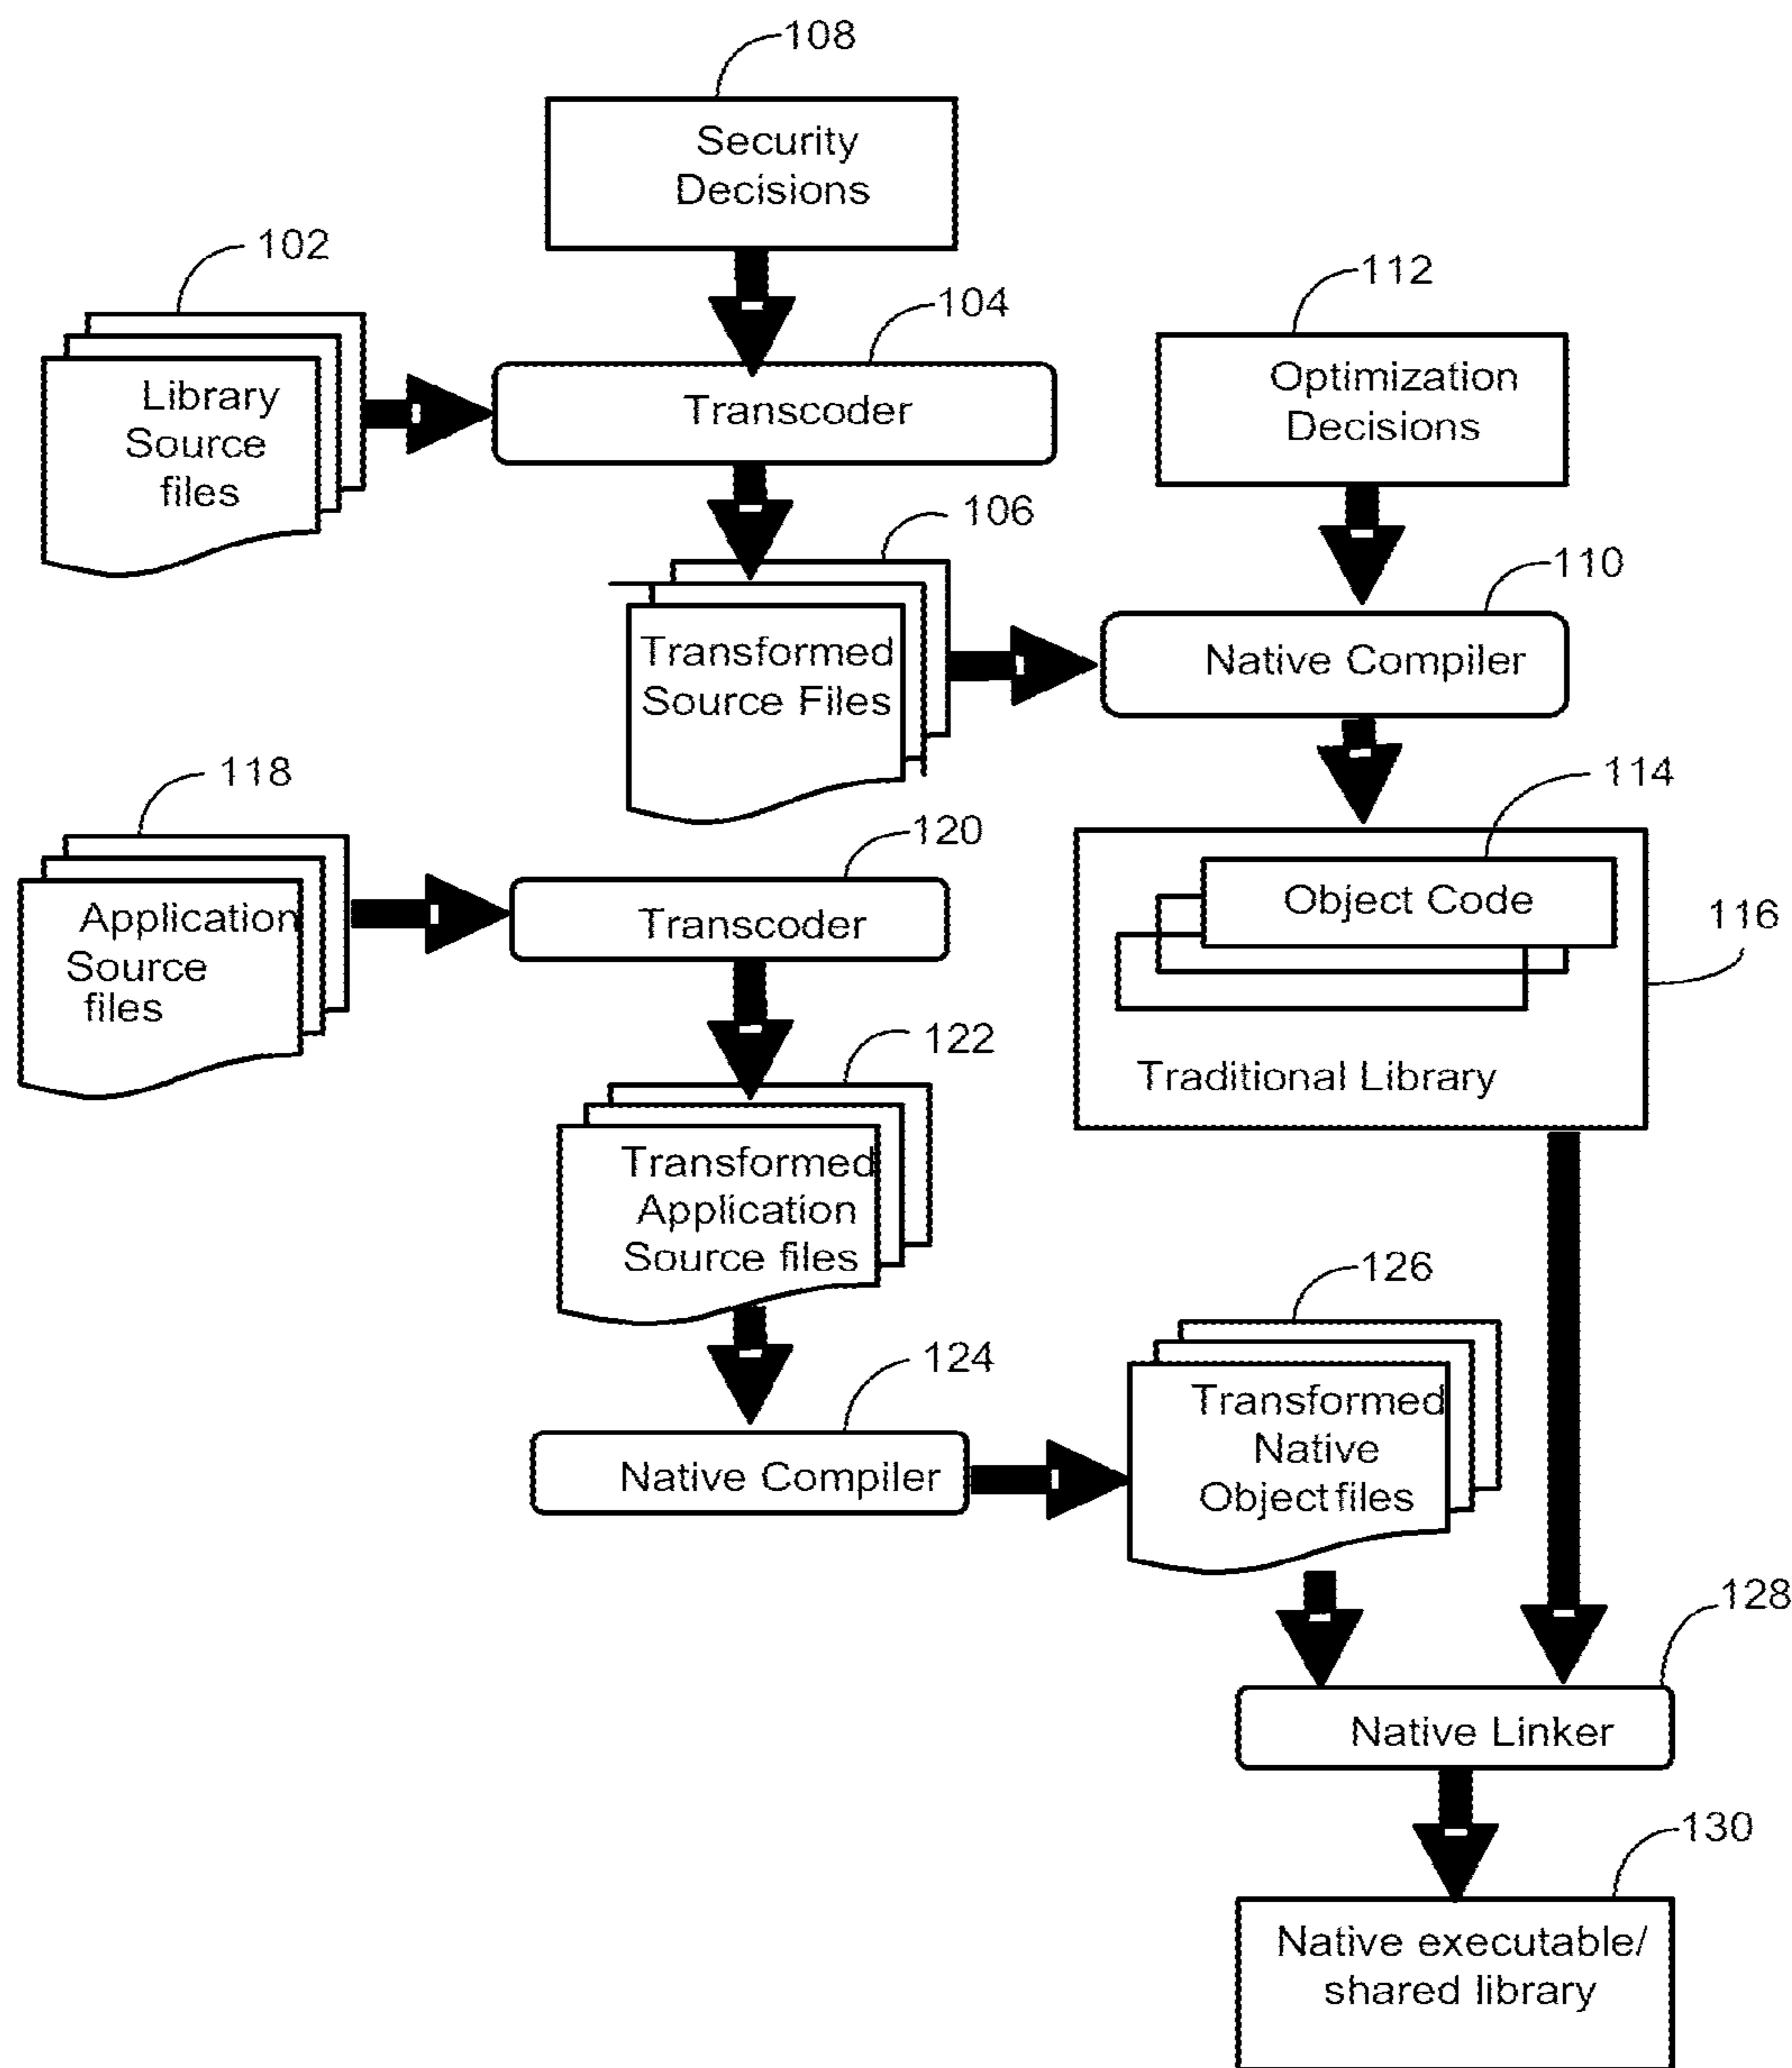 108
Security
Decisions
102
112
104
Library
Source
files
Transcoder
Optimization
Decisions
106
110
Transformed
Source Files
Native Compiler
118
114
120
Application
Source
files
Transcoder
Object Code
116
122
Traditional Library
Transformed
Application
Source files
126
124
Transformed
Native
Object files
Native Compiler
128
Native Linker
130
Native executable/
shared library